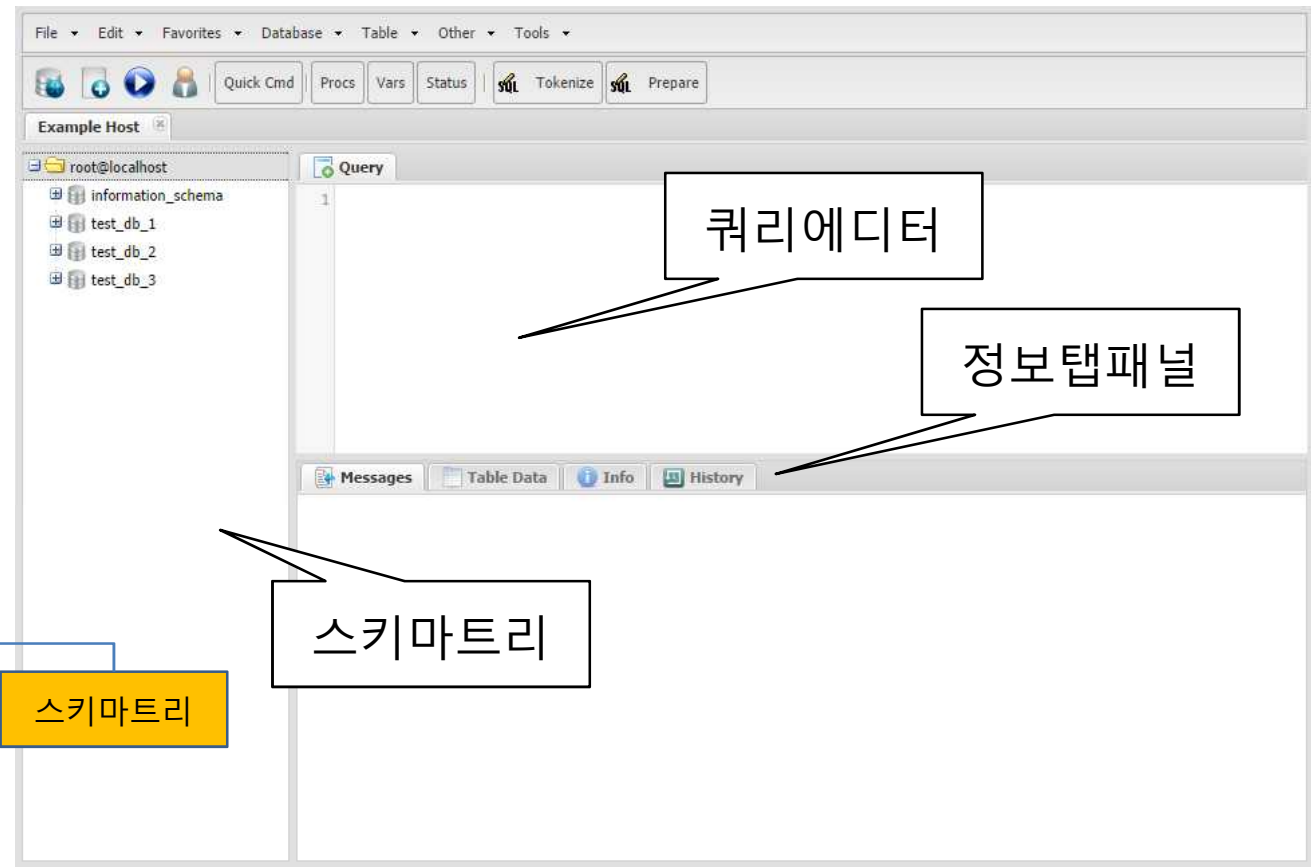 File Edit Favorites Database Table Other Tools
Quick Cmd Procs Vars Status SQL Tokenize SQL Prepare
Example Host
root@localhost
information_schema
test_db_1
test_db_2
test_db_3
Query
1
쿼리에디터
정보탭패널
Messages Table Data Info History
스키마트리
스키마트리